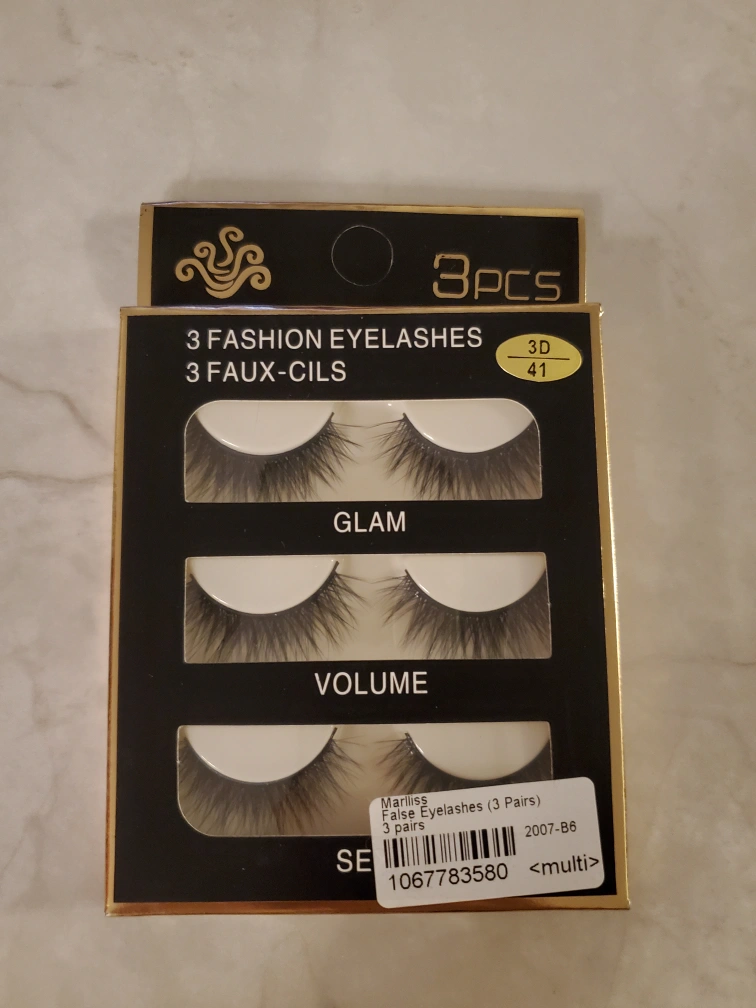 3PCS
3 FASHION EYELASHES
3 FAUX-CILS
3D
41
GLAM
VOLUME
SE
Marlliss
False Eyelashes (3 Pairs)
3 pairs
2007-B6
1067783580
<multi>